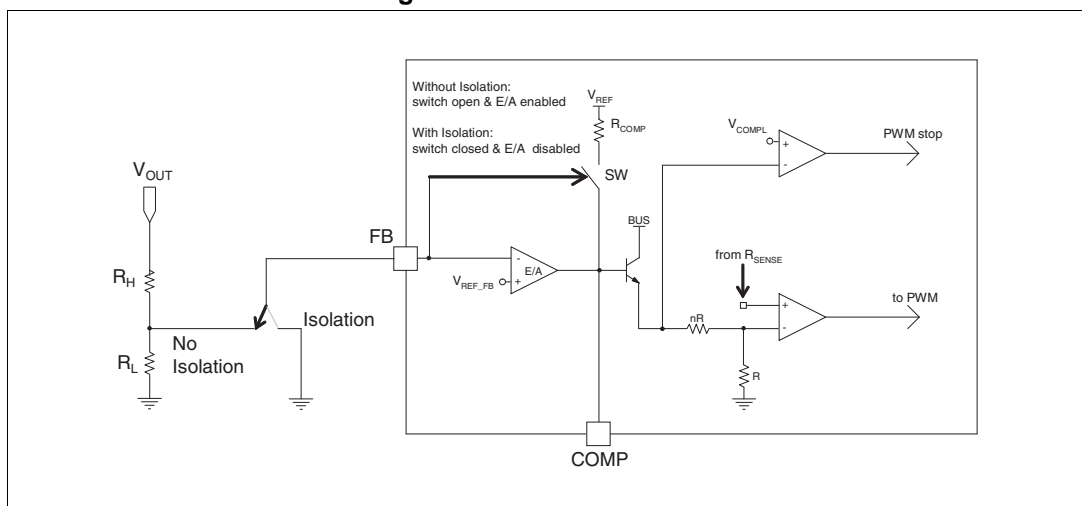 Without Isolation:
switch open & E/A enabled
With Isolation:
switch closed & E/A disabled
VREF
RCOMP
SW
VCOMPL
+
-
PWM stop
VOUT
BUS
FB
-
E/A
VREF_FB
+
from RSENSE
RH
+
-
to PWM
nR
Isolation
No
Isolation
RL
R
COMP